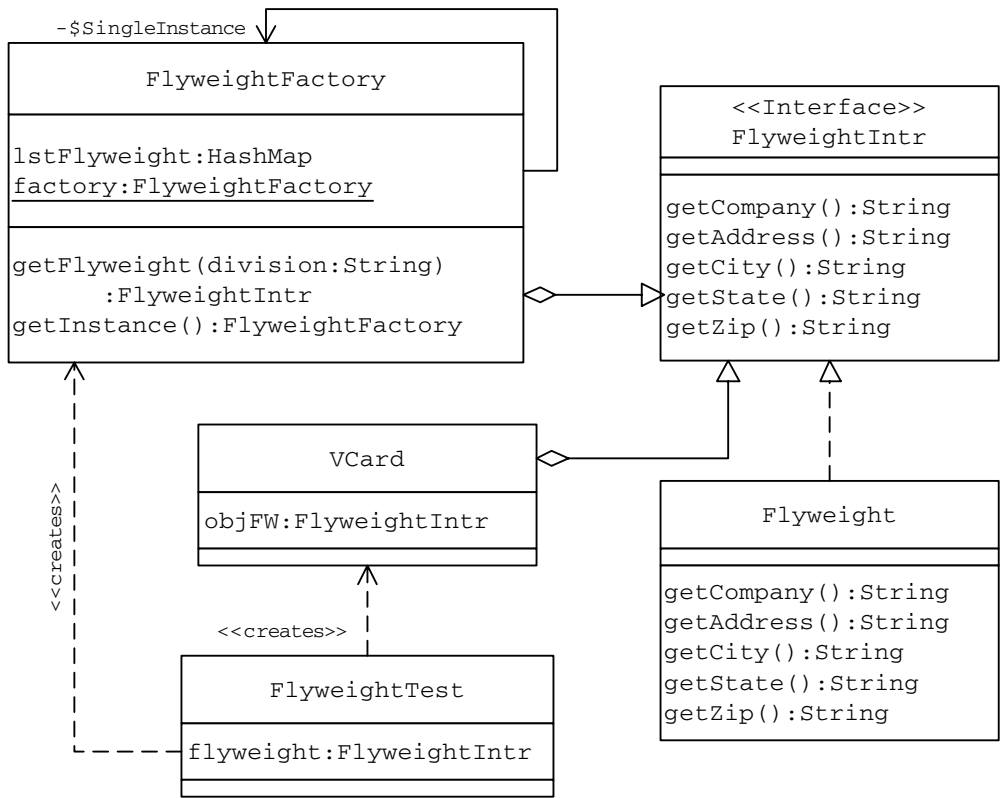 -$SingleInstance
FlyweightFactory
lstFlyweight:HashMap
factory:FlyweightFactory
getFlyweight(division:String)
:FlyweightIntr
getInstance():FlyweightFactory
<<Interface>>
FlyweightIntr
getCompany():String
getAddress():String
getCity():String
getState():String
getZip():String
VCard
objFW:FlyweightIntr
<<creates>>
<<creates>>
FlyweightTest
flyweight:FlyweightIntr
Flyweight
getCompany():String
getAddress():String
getCity():String
getState():String
getZip():String